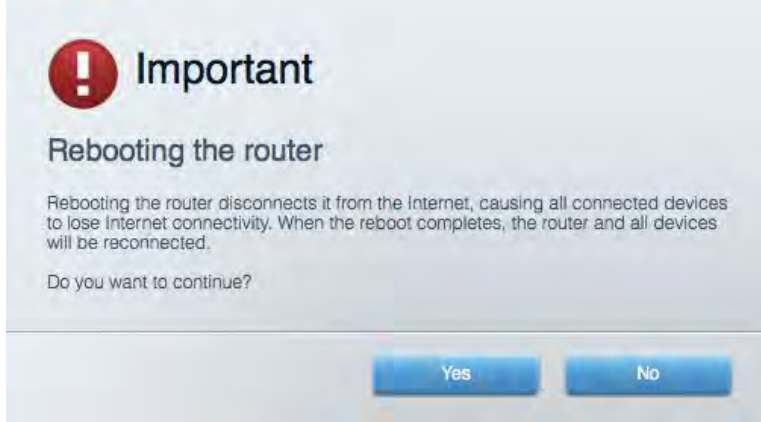 Important
Rebooting the router
Rebooting the router disconnects it from the Internet, causing all connected devices
to lose Internet connectivity. When the reboot completes, the router and all devices
will be reconnected.
Do you want to continue?
Yes
No